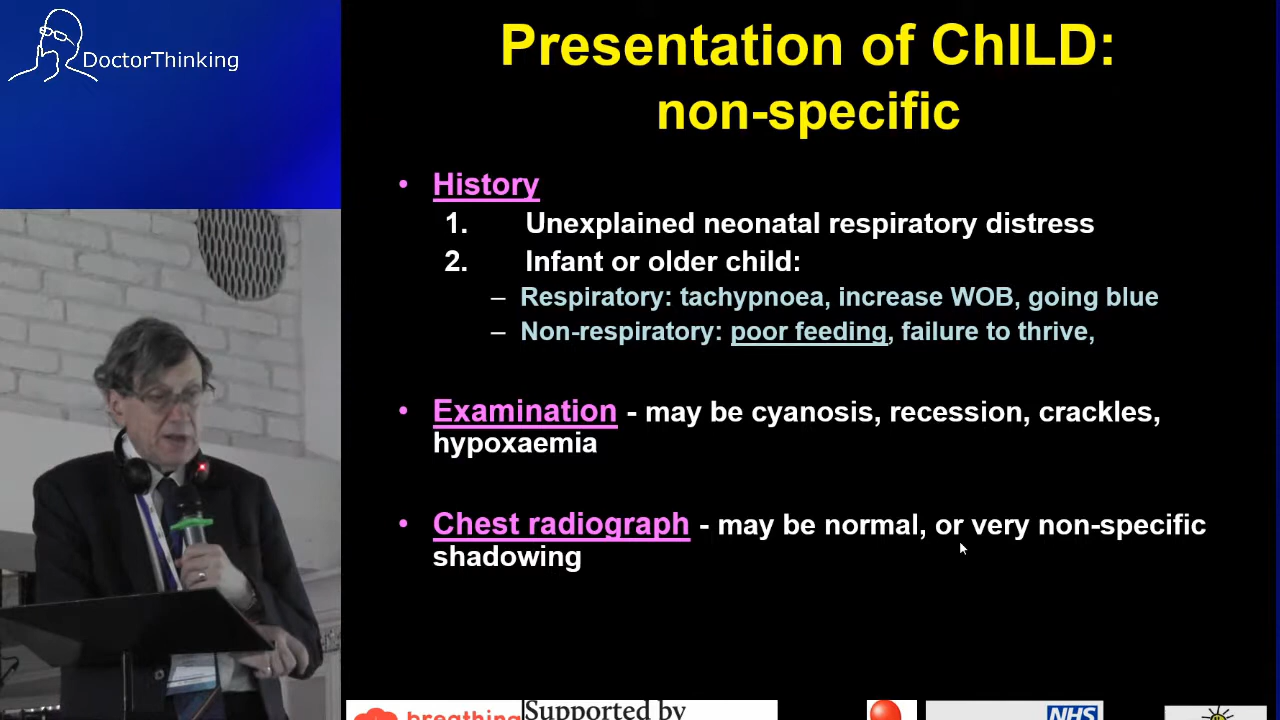 DoctorThinking
Presentation of ChILD:
non-specific
• History
1. Unexplained neonatal respiratory distress
2. Infant or older child:
– Respiratory: tachypnoea, increase WOB, going blue
– Non-respiratory: poor feeding, failure to thrive,
• Examination - may be cyanosis, recession, crackles,
hypoxaemia
• Chest radiograph - may be normal, or very non-specific
shadowing
breathing
Supported by
NHS